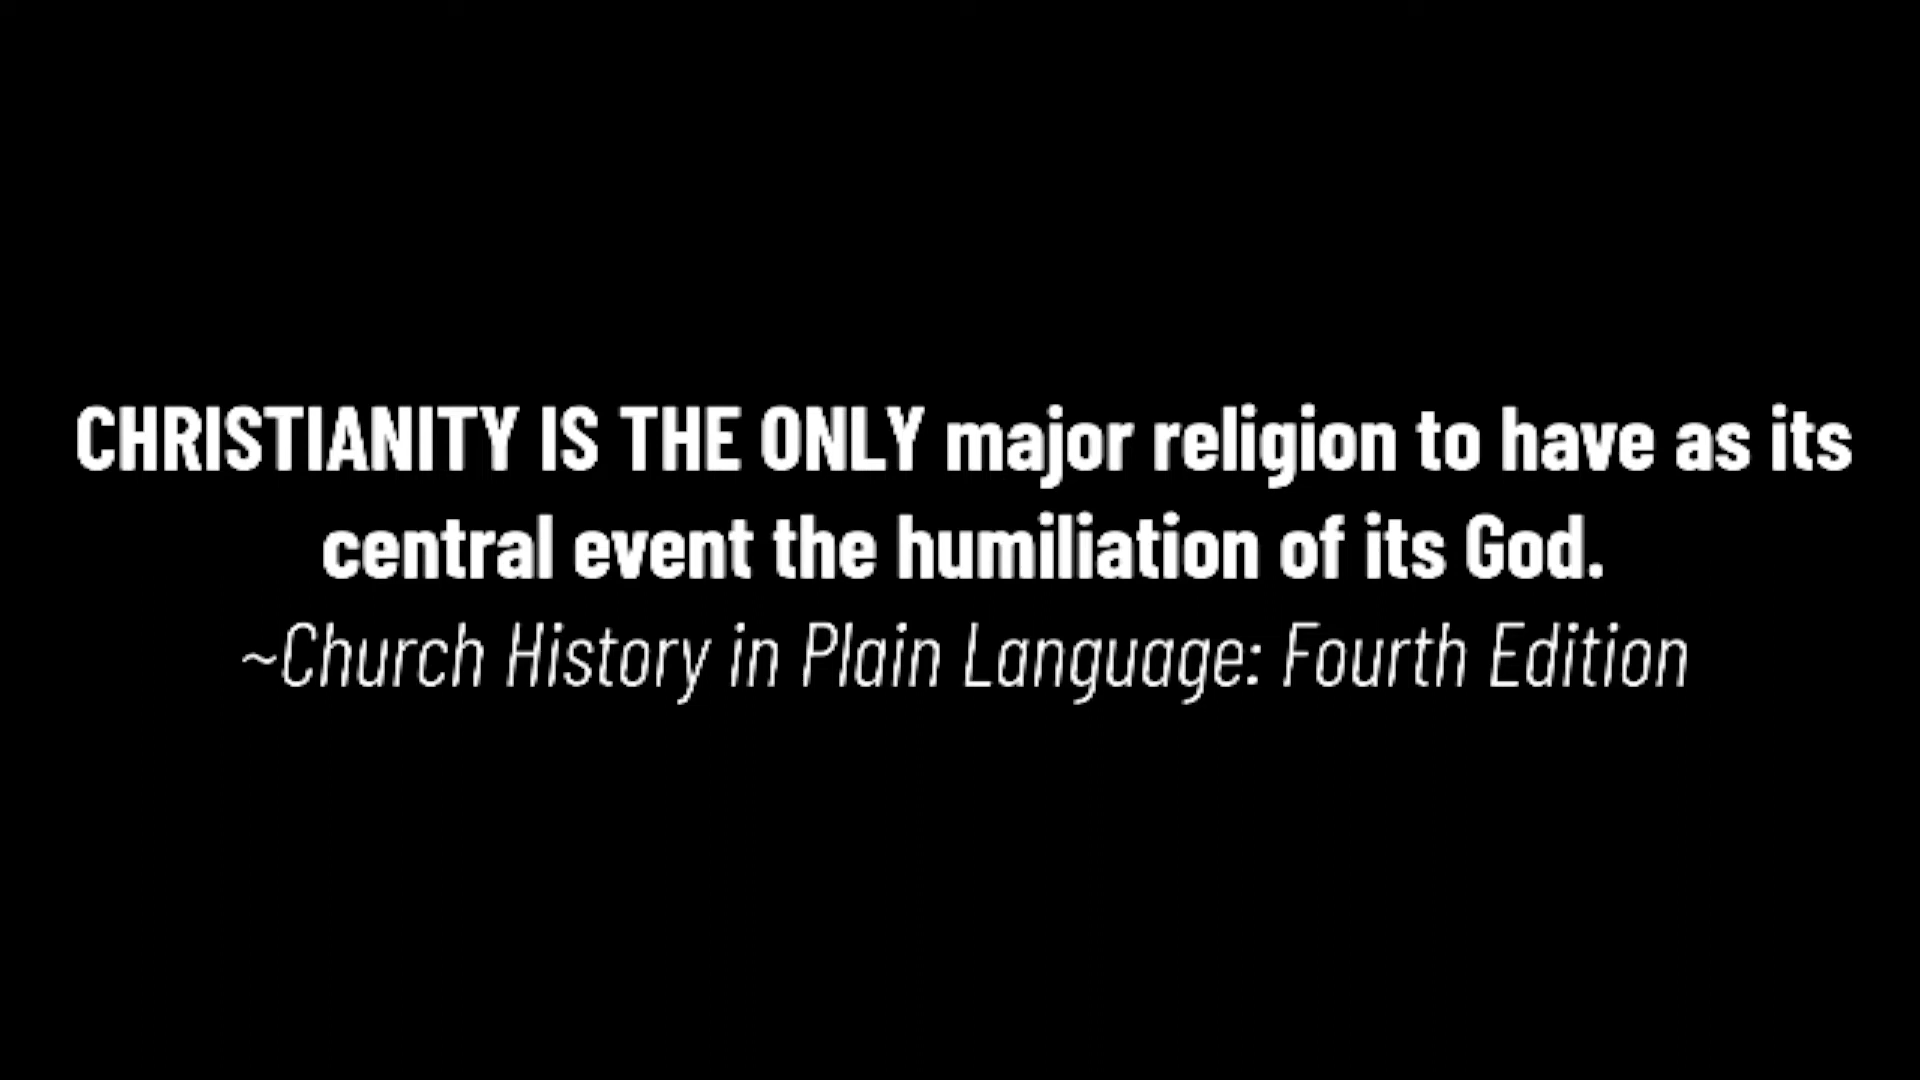 CHRISTIANITY IS THE ONLY major religion to have as its
central event the humiliation of its God.
~Church History in Plain Language: Fourth Edition